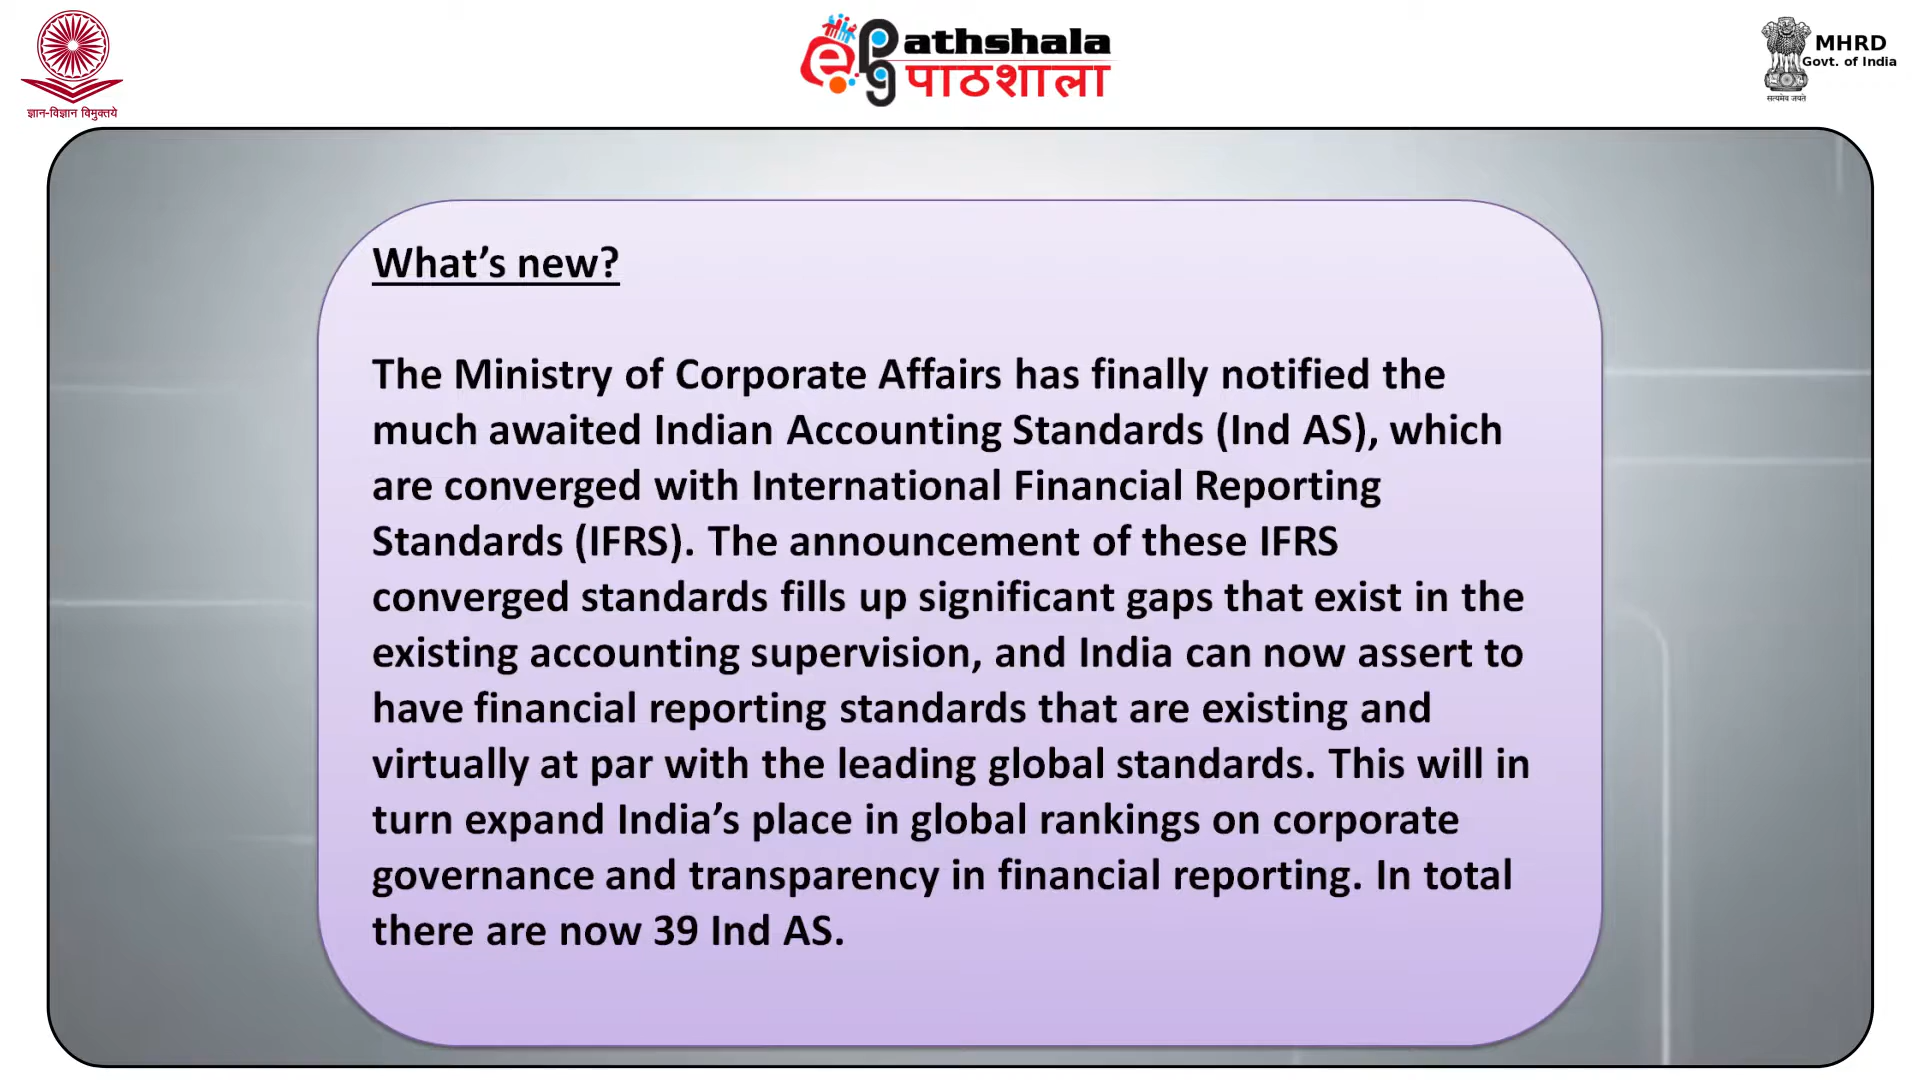 ज्ञान-विज्ञान विमुक्तये
e PG Pathshala
पाठशाला
सत्यमेव जयते
MHRD
Govt. of India
What’s new?
The Ministry of Corporate Affairs has finally notified the
much awaited Indian Accounting Standards (Ind AS), which
are converged with International Financial Reporting
Standards (IFRS). The announcement of these IFRS
converged standards fills up significant gaps that exist in the
existing accounting supervision, and India can now assert to
have financial reporting standards that are existing and
virtually at par with the leading global standards. This will in
turn expand India’s place in global rankings on corporate
governance and transparency in financial reporting. In total
there are now 39 Ind AS.